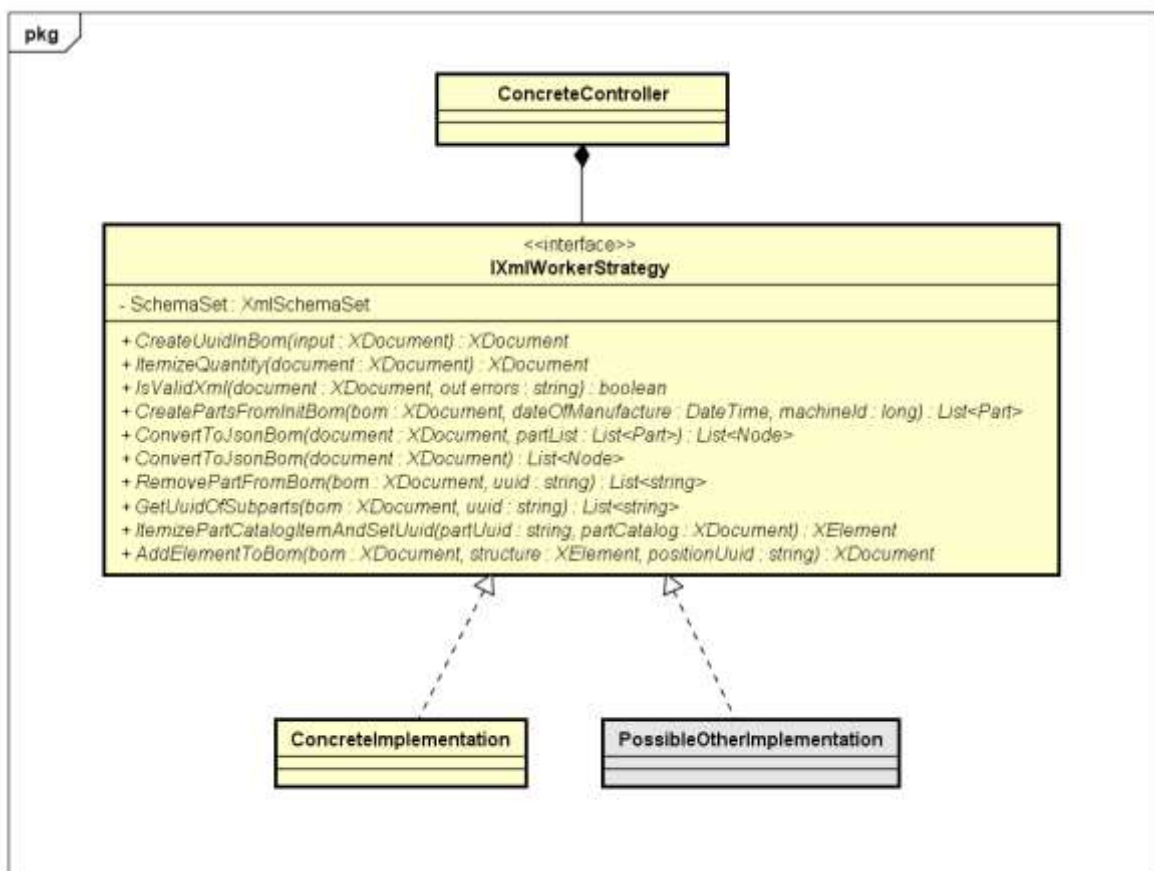 pkg
ConcreteController
<<interface>>
IXmlWorkerStrategy
- SchemaSet : XmlSchemaSet
+ CreateUuidInBom(input : XDocument) : XDocument
+ ItemizeQuantity(document : XDocument) : XDocument
+ IsValidXml(document : XDocument, out errors : string) : boolean
+ CreatePartsFromInitBom(bom : XDocument, dateOfManufacture : DateTime, machineId : long) : List<Part>
+ ConvertToJsonBom(document : XDocument, partList : List<Part>) : List<Node>
+ ConvertToJsonBom(document : XDocument) : List<Node>
+ RemovePartFromBom(bom : XDocument, uuid : string) : List<string>
+ GetUuidOfSubparts(bom : XDocument, uuid : string) : List<string>
+ ItemizePartCatalogItemAndSetUuid(partUuid : string, partCatalog : XDocument) : XElement
+ AddElementToBom(bom : XDocument, structure : XElement, positionUuid : string) : XDocument
ConcreteImplementation
PossibleOtherImplementation